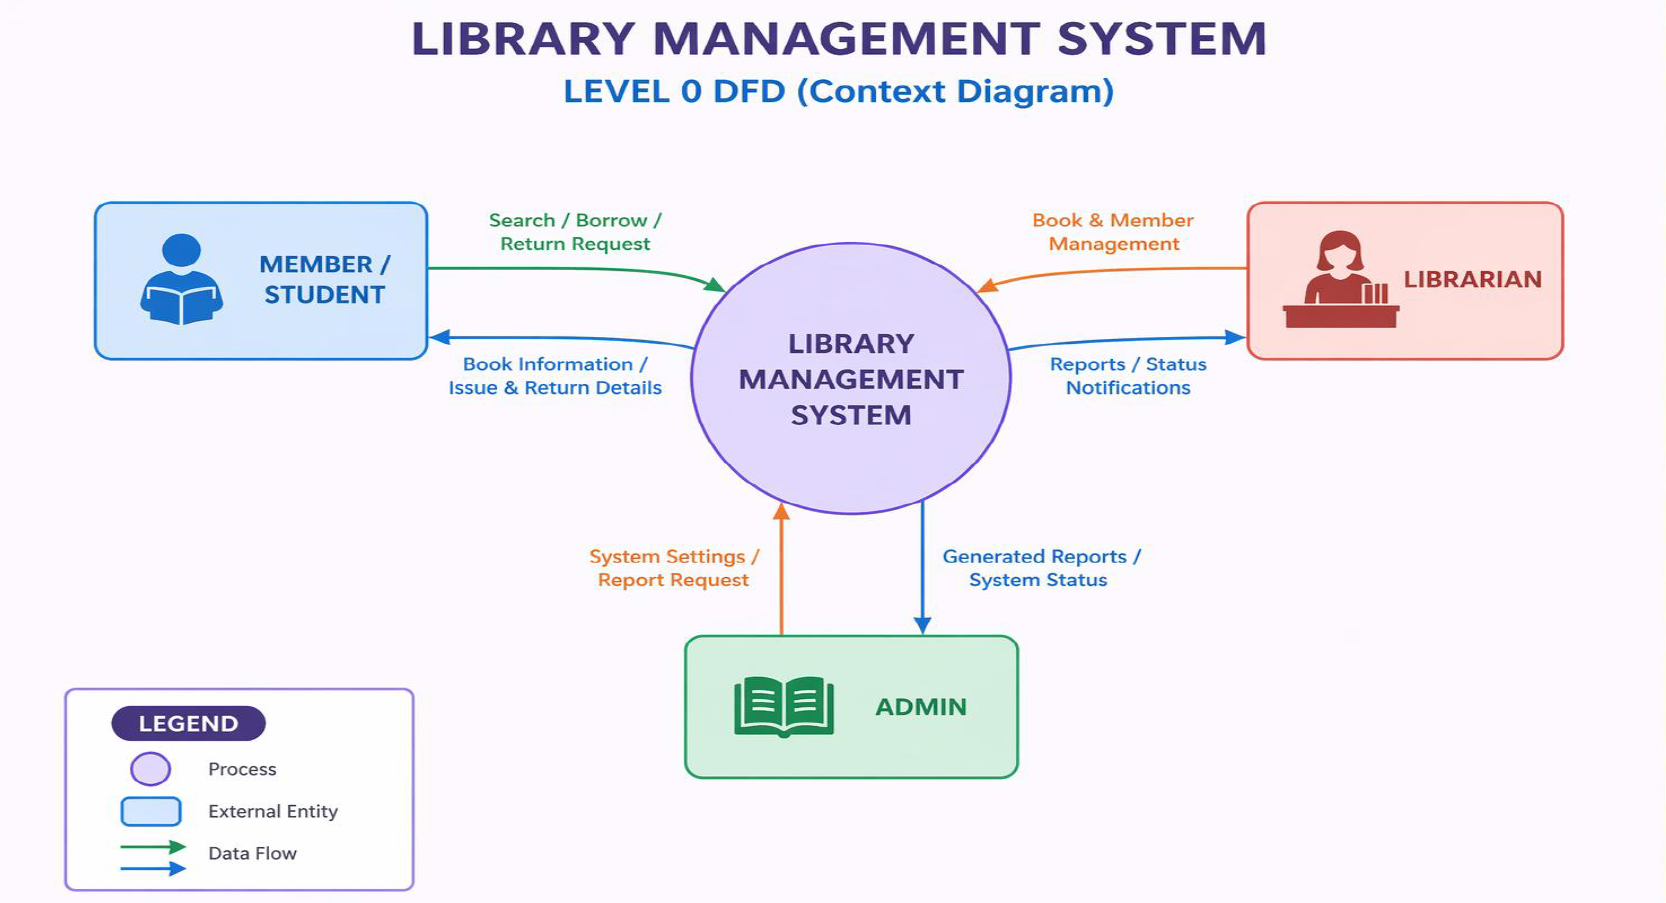 LIBRARY MANAGEMENT SYSTEM
LEVEL 0 DFD (Context Diagram)
MEMBER /
STUDENT
Search / Borrow /
Return Request
Book Information /
Issue & Return Details
LIBRARY
MANAGEMENT
SYSTEM
Book & Member
Management
Reports / Status
Notifications
LIBRARIAN
System Settings /
Report Request
Generated Reports /
System Status
ADMIN
LEGEND
Process
External Entity
Data Flow